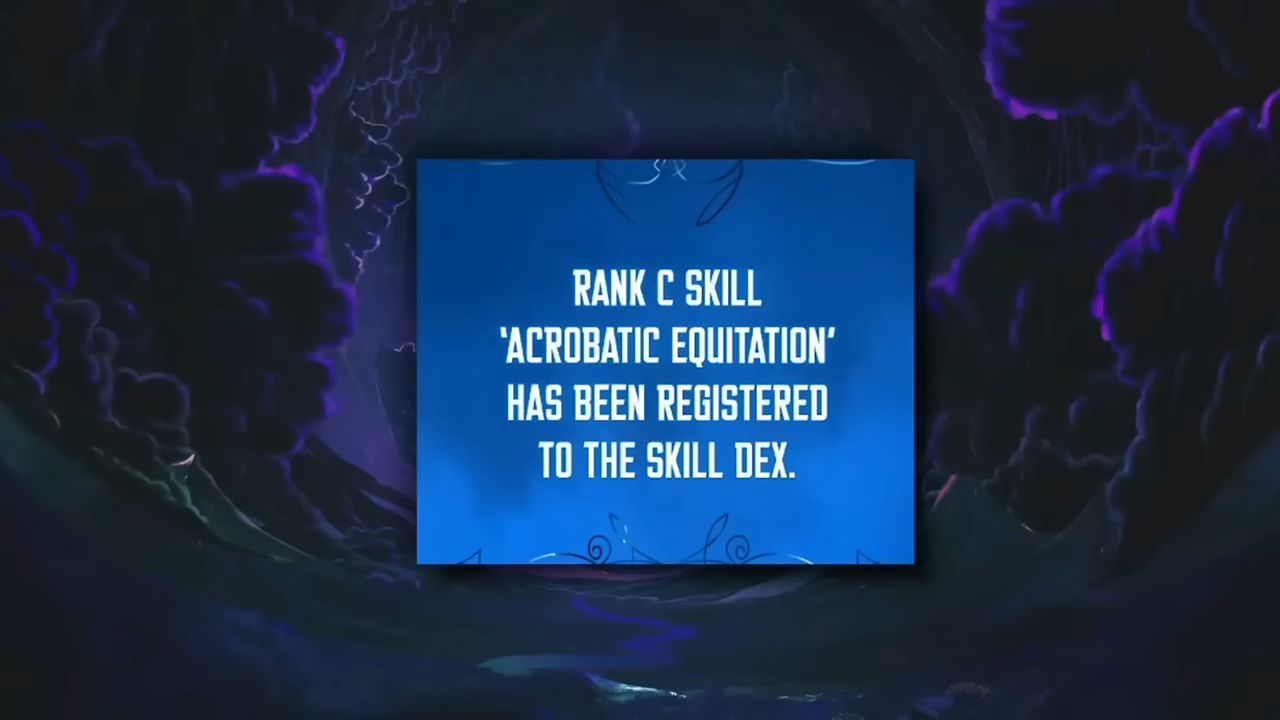 RANK C SKILL
‘ACROBATIC EQUITATION’
HAS BEEN REGISTERED
TO THE SKILL DEX.